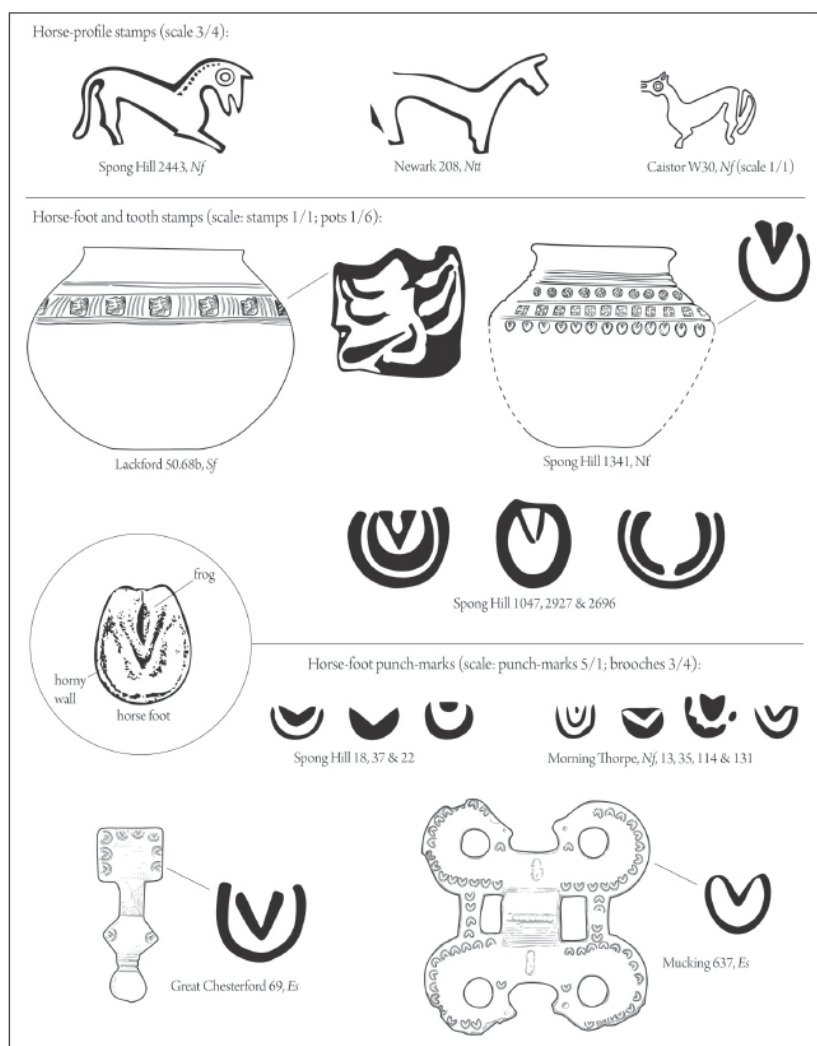 Horse-profile stamps (scale 3/4):
Spong Hill 2443, Nf
Newark 208, Ntt
Caistor W30, Nf (scale 1/1)
Horse-foot and tooth stamps (scale: stamps 1/1; pots 1/6):
Lackford 50.68b, Sf
Spong Hill 1341, Nf
Spong Hill 1047, 2927 & 2696
frog
horny
wall
horse foot
Horse-foot punch-marks (scale: punch-marks 5/1; brooches 3/4):
Spong Hill 18, 37 & 22
Morning Thorpe, Nf, 13, 35, 114 & 131
Great Chesterford 69, Es
Mucking 637, Es